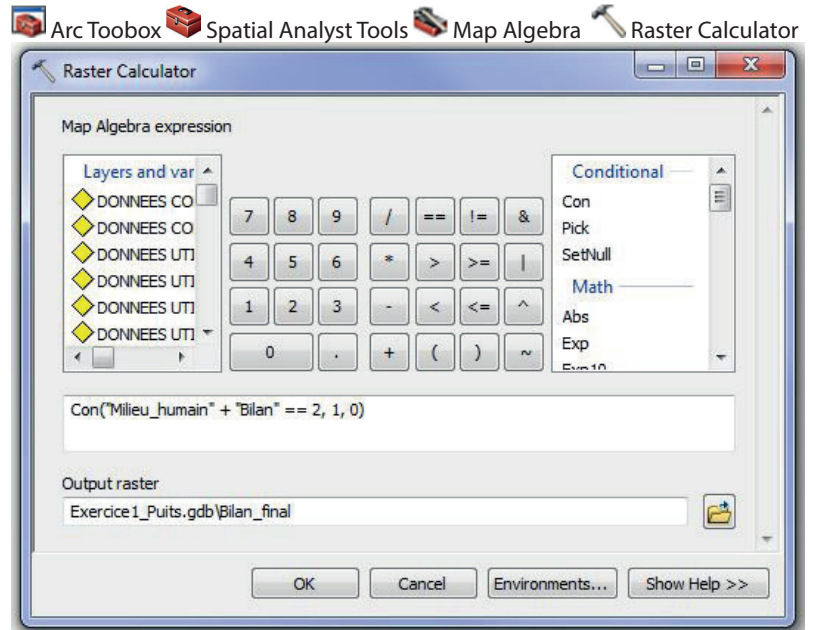 Arc Toobox Spatial Analyst Tools Map Algebra Raster Calculator
Raster Calculator
Map Algebra expression
Layers and var
DONNEES CO
DONNEES CO
DONNEES UTI
DONNEES UTI
DONNEES UTI
DONNEES UTI
7 8 9 / == != &
4 5 6 * > >= |
1 2 3 - < <= ^
0 . + ( ) ~
Conditional
Con
Pick
SetNull
Math
Abs
Exp
Exp10
Con("Milieu_humain" + "Bilan" == 2, 1, 0)
Output raster
Exercice1_Puits.gdb\Bilan_final
OK Cancel Environments... Show Help >>